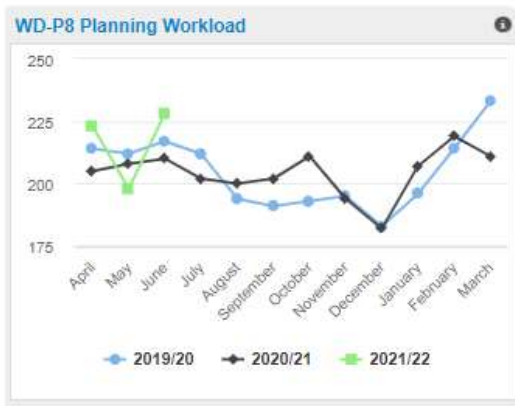 WD-P8 Planning Workload
i
250
225
200
175
April
May
June
July
August
September
October
November
December
January
February
March
2019/20
2020/21
2021/22